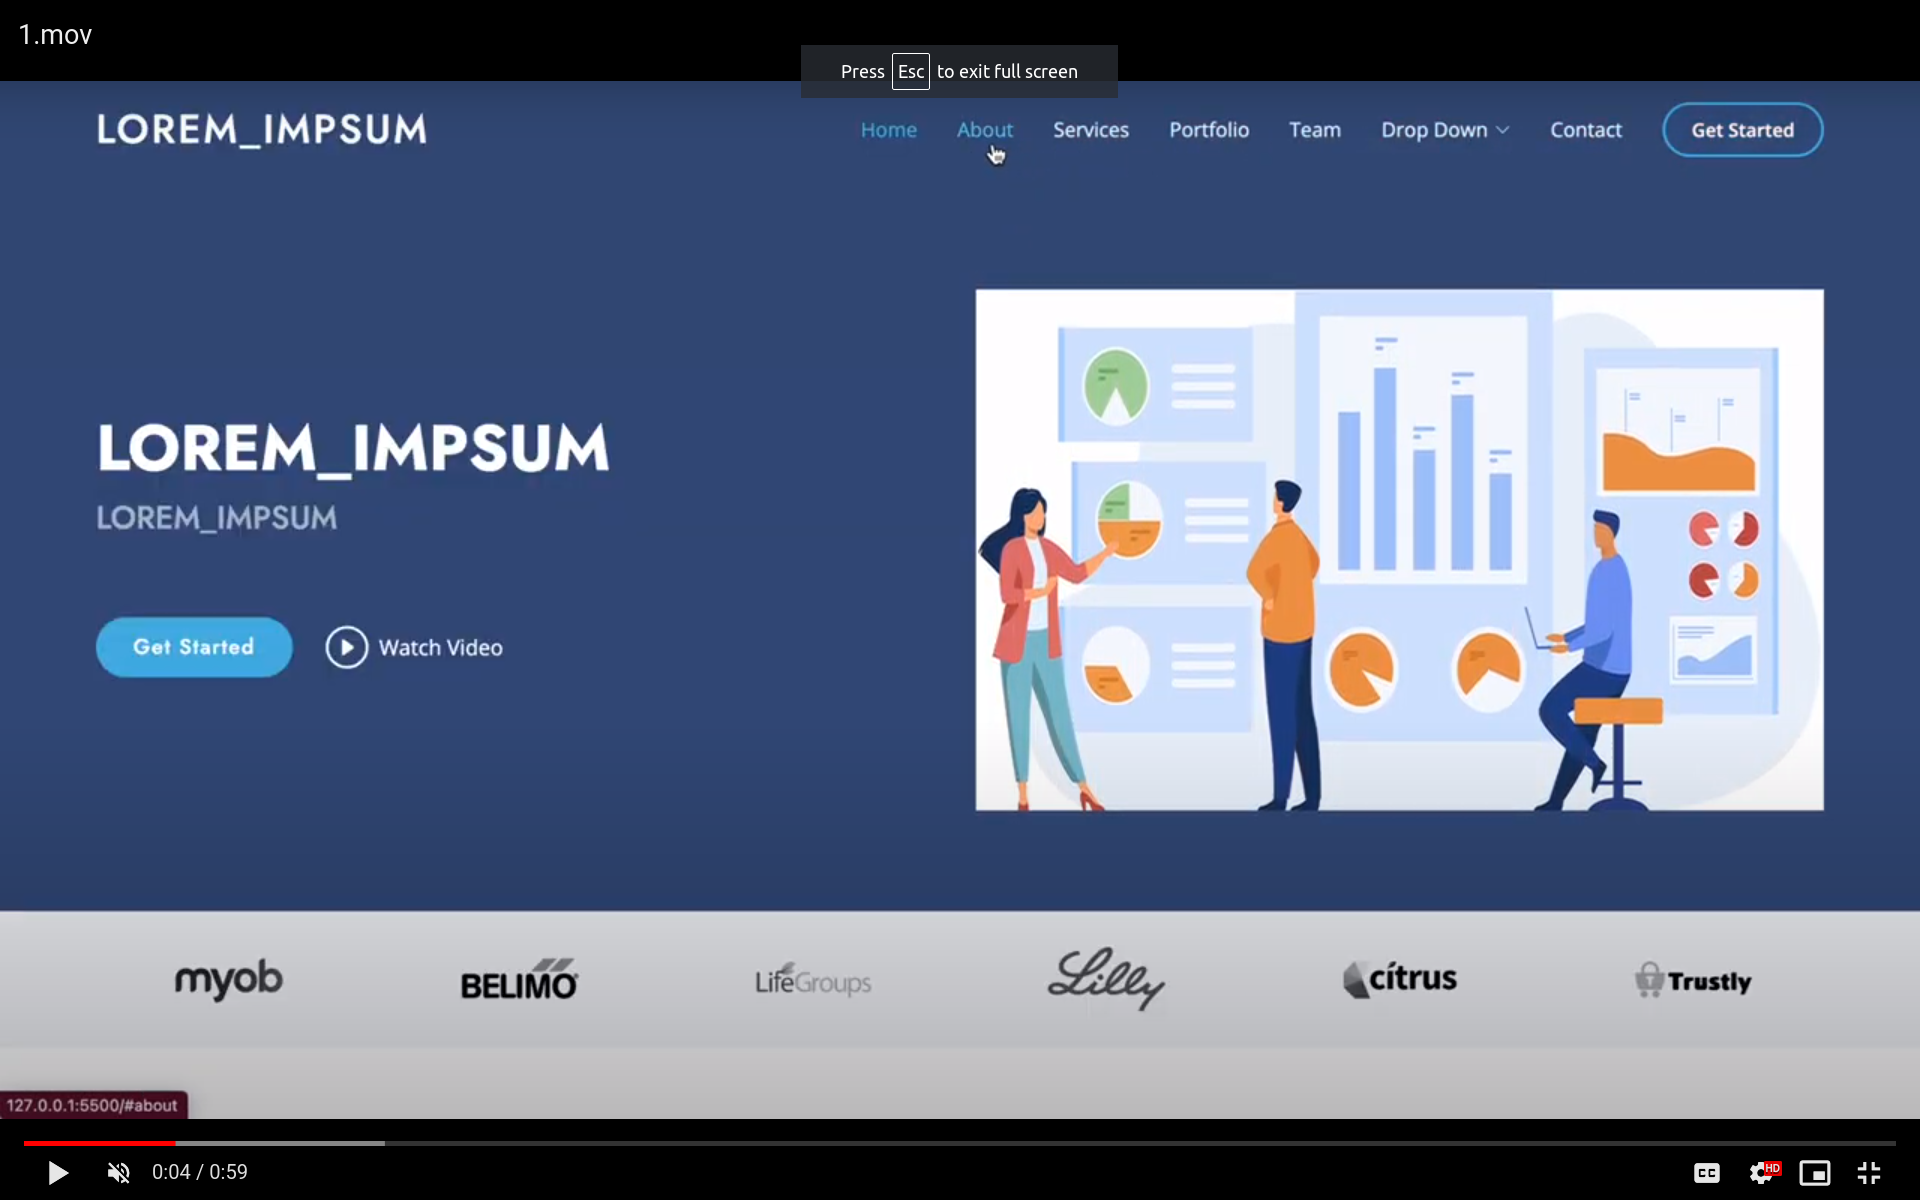 1.mov
Press Esc to exit full screen
LOREM_IMPSUM
Home About Services Portfolio Team Drop Down Contact Get Started
LOREM_IMPSUM
LOREM_IMPSUM
Get Started Watch Video
myob BELIMO LifeGroups Lilly cítrus Trustly
127.0.0.1:5500/#about
0:04 / 0:59 CC HD